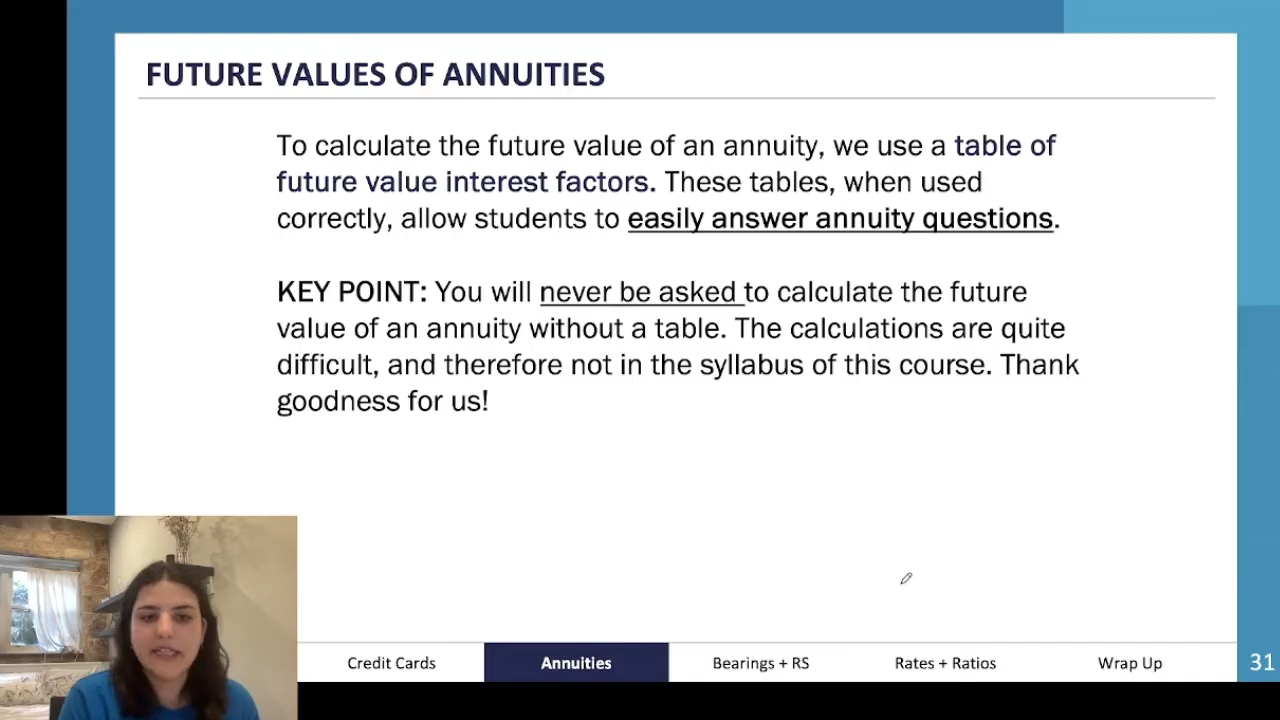 FUTURE VALUES OF ANNUITIES
To calculate the future value of an annuity, we use a table of
future value interest factors. These tables, when used
correctly, allow students to easily answer annuity questions.
KEY POINT: You will never be asked to calculate the future
value of an annuity without a table. The calculations are quite
difficult, and therefore not in the syllabus of this course. Thank
goodness for us!
Credit Cards
Annuities
Bearings + RS
Rates + Ratios
Wrap Up
31